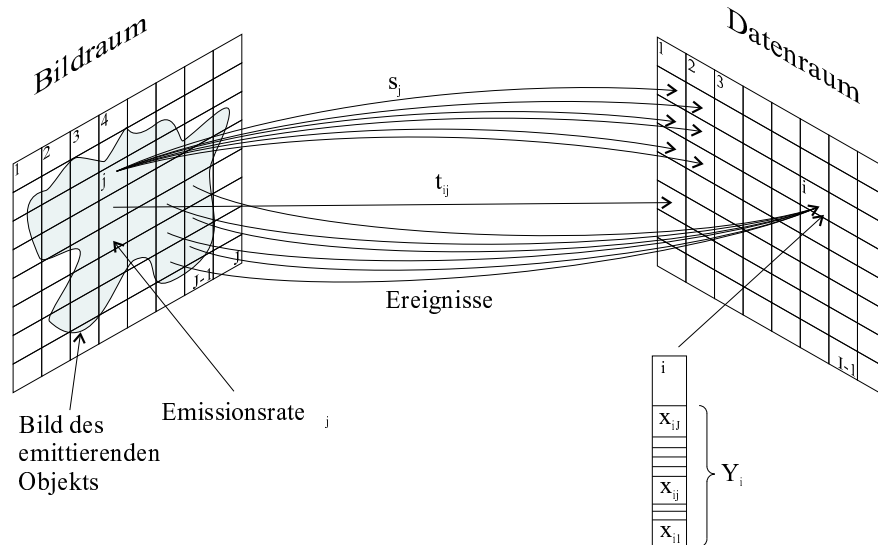 Bildraum
Datenraum
1
2
3
4
j
J-1
J
1
2
3
i
I-1
s_j
t_ij
Ereignisse
Emissionsrate j
Bild des
emittierenden
Objekts
i
x_iJ
x_ij
x_i1
Y_i